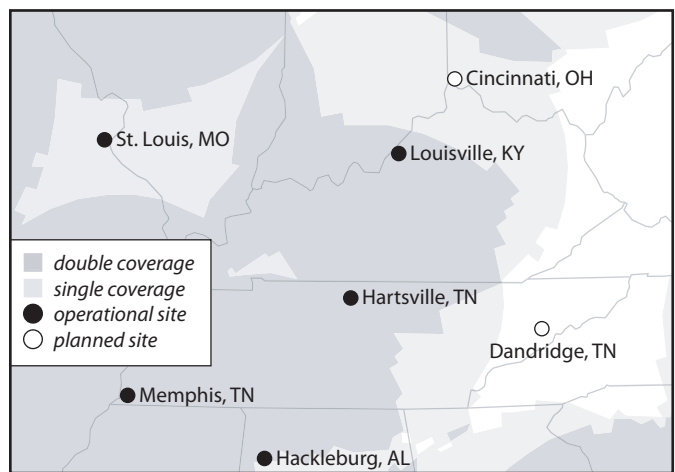 Cincinnati, OH
St. Louis, MO
Louisville, KY
double coverage
single coverage
Hartsville, TN
operational site
planned site
Dandridge, TN
Memphis, TN
Hackleburg, AL